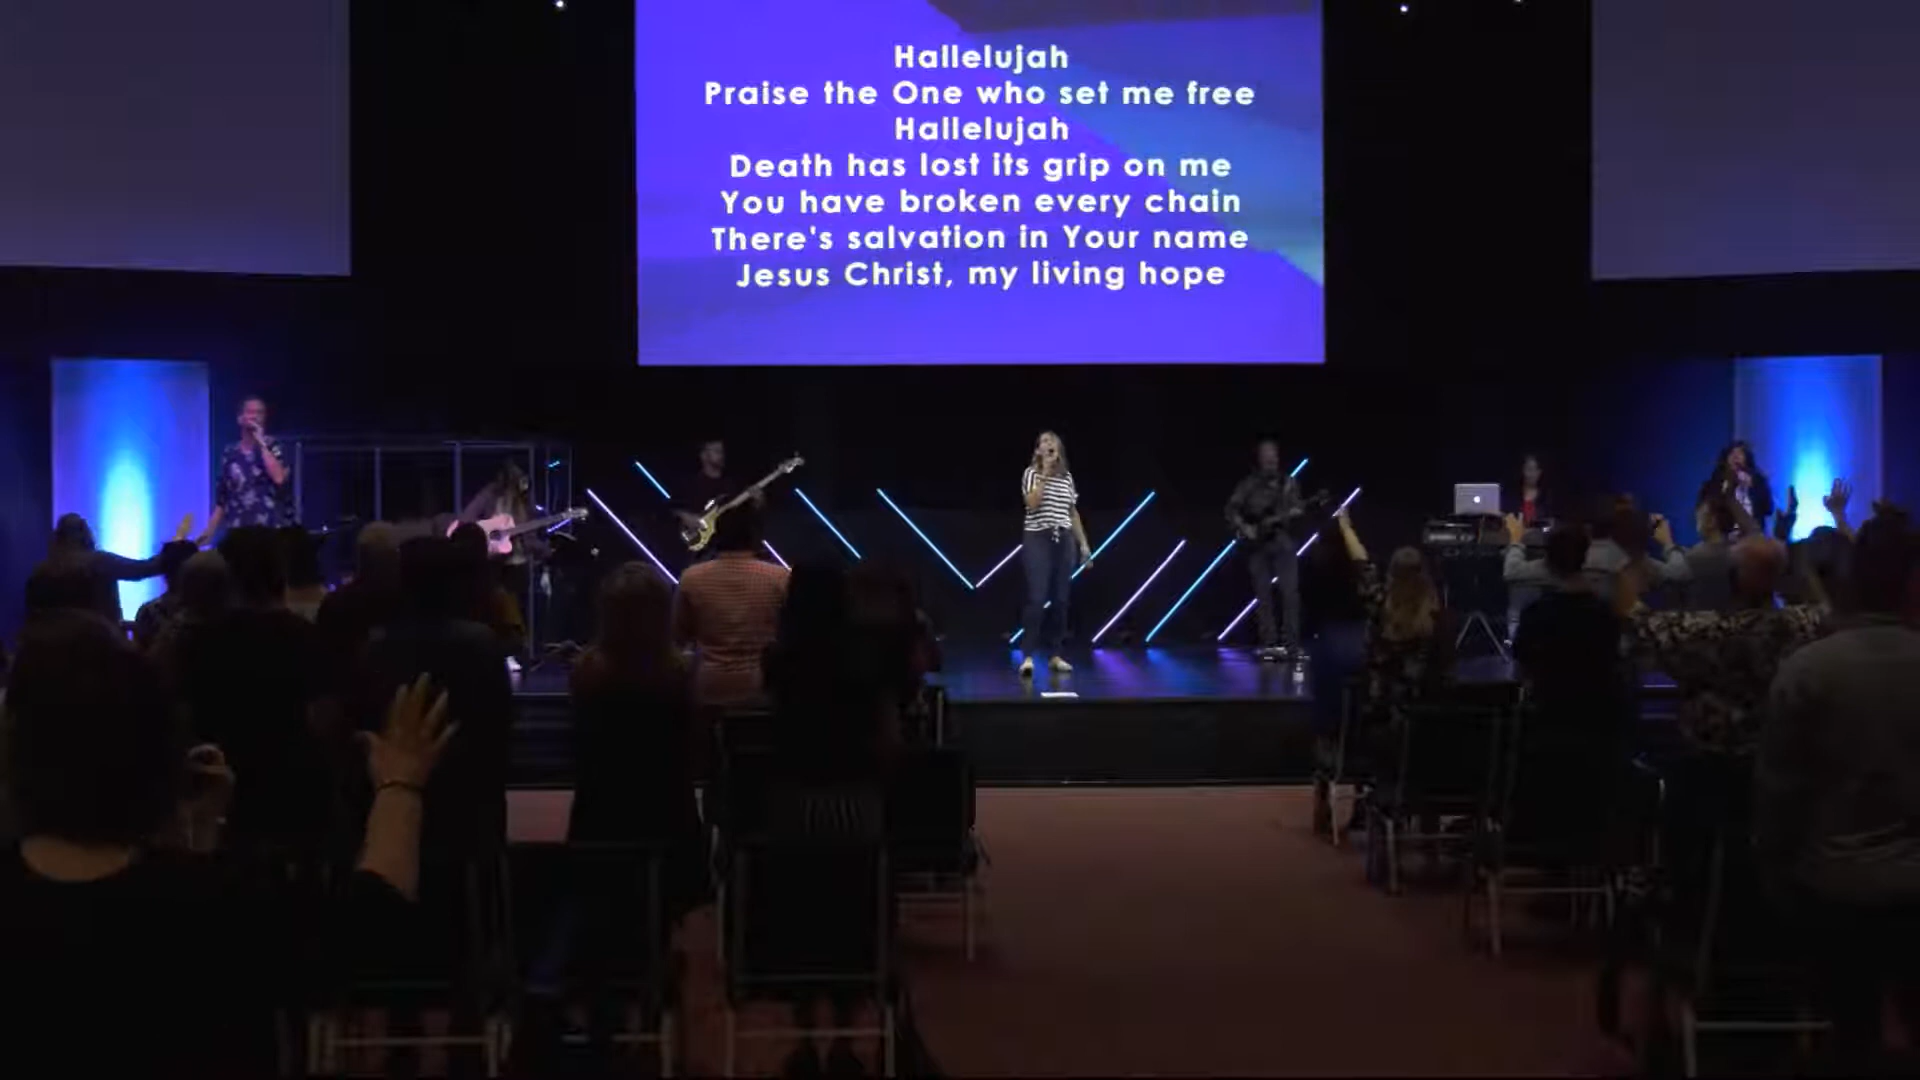 Hallelujah
Praise the One who set me free
Hallelujah
Death has lost its grip on me
You have broken every chain
There's salvation in Your name
Jesus Christ, my living hope